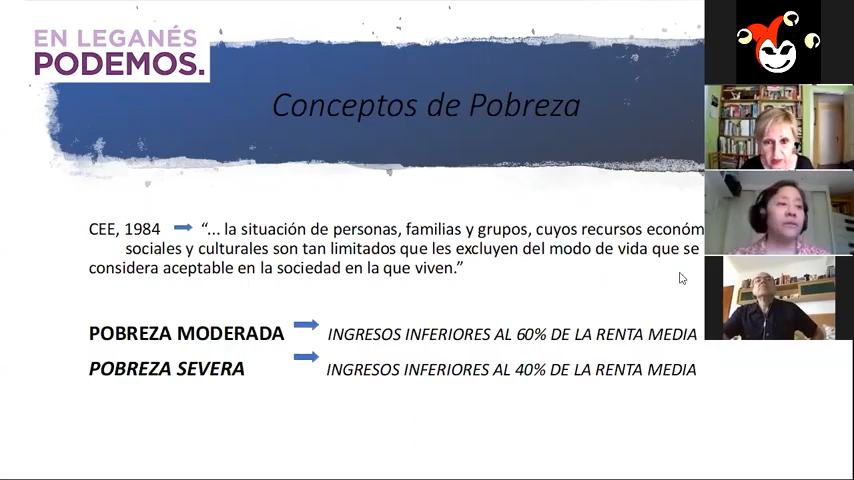 EN LEGANÉS
PODEMOS.
Conceptos de Pobreza
CEE, 1984 “... la situación de personas, familias y grupos, cuyos recursos económ
sociales y culturales son tan limitados que les excluyen del modo de vida que se
considera aceptable en la sociedad en la que viven.”
POBREZA MODERADA INGRESOS INFERIORES AL 60% DE LA RENTA MEDIA
POBREZA SEVERA INGRESOS INFERIORES AL 40% DE LA RENTA MEDIA